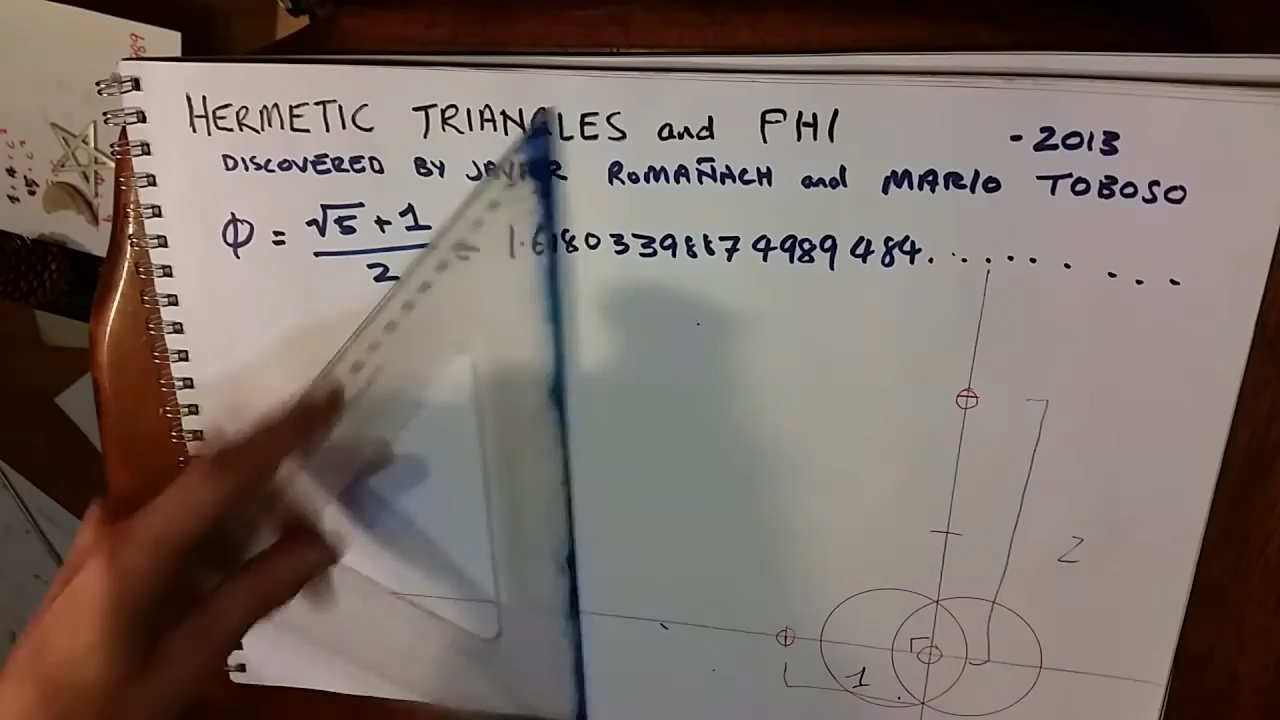 HERMETIC TRIANGLES and PHI
- 2013
DISCOVERED BY JAVIER ROMAÑACH and MARIO TOBOSO
Φ = √5 + 1 / 2 = 1.6180339887 4989 484. . . . . . . . .
2
1